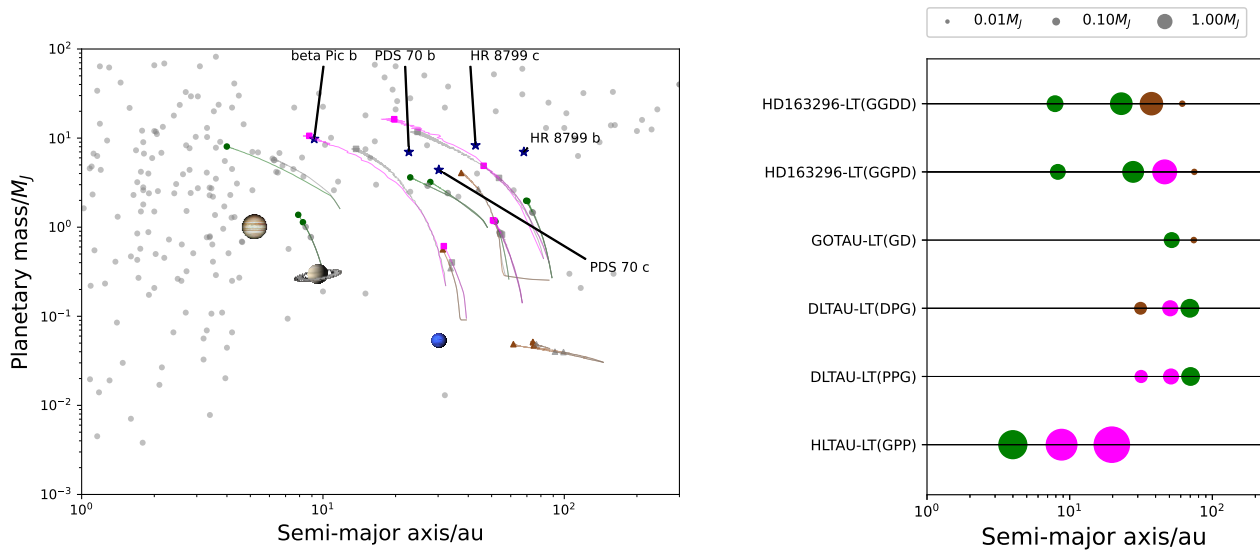 beta Pic b PDS 70 b HR 8799 c
HR 8799 b
PDS 70 c
10² 
10¹
10⁰
10⁻¹
10⁻²
10⁻³
Planetary mass/M_J
10⁰ 10¹ 10²
Semi-major axis/au
0.01M_J 0.10M_J 1.00M_J
HD163296-LT(GGDD)
HD163296-LT(GGPD)
GOTAU-LT(GD)
DLTAU-LT(DPG)
DLTAU-LT(PPG)
HLTAU-LT(GPP)
10⁰ 10¹ 10²
Semi-major axis/au